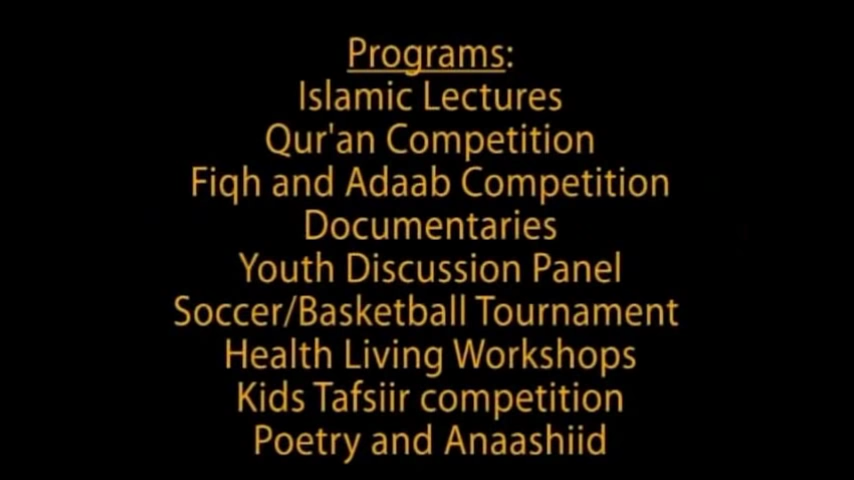 Programs:
Islamic Lectures
Qur'an Competition
Fiqh and Adaab Competition
Documentaries
Youth Discussion Panel
Soccer/Basketball Tournament
Health Living Workshops
Kids Tafsiir competition
Poetry and Anaashiid